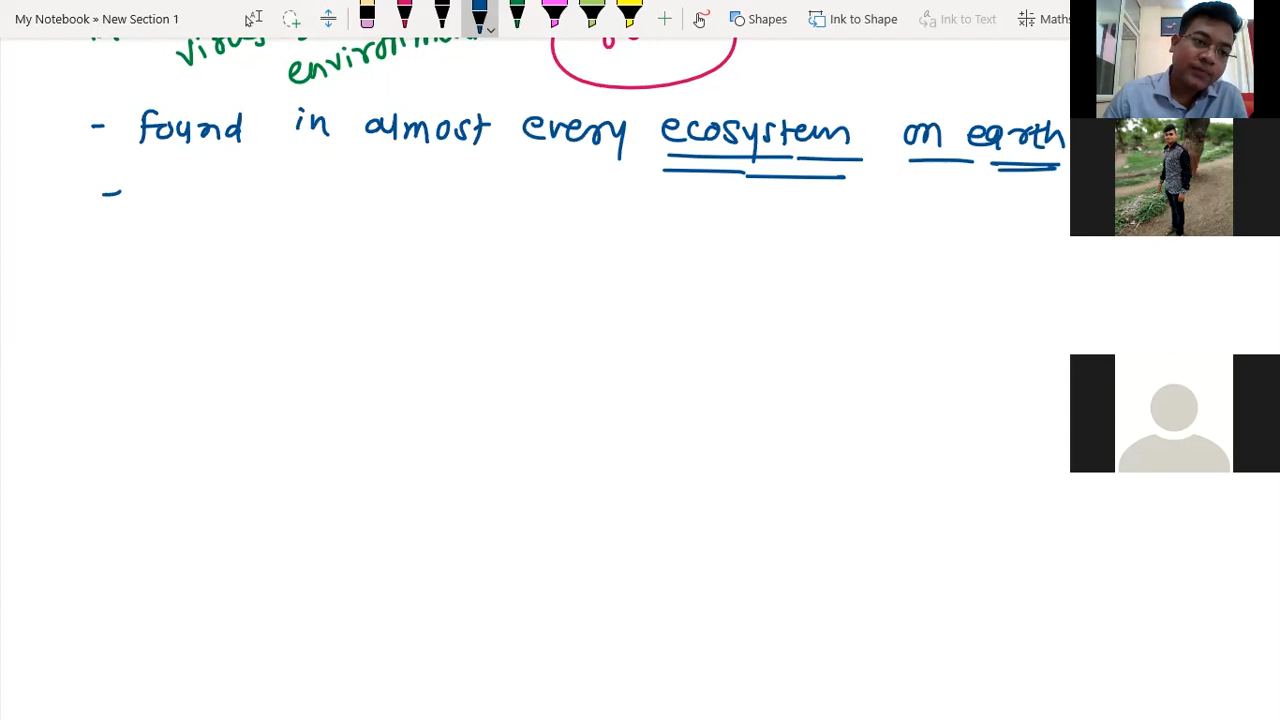 My Notebook » New Section 1
Shapes
Ink to Shape
Ink to Text
Maths
virus
environment
- found in almost every ecosystem on earth
-